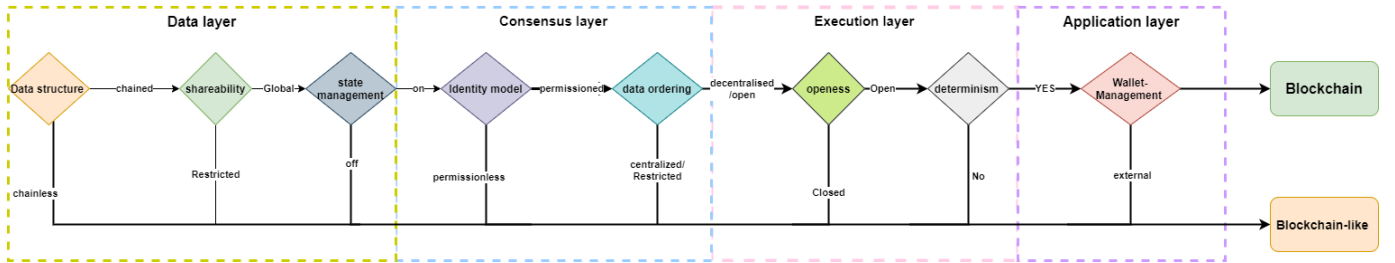 Data layer
Consensus layer
Execution layer
Application layer
Data structure
chained
shareability
Global
state
management
on
Identity model
permissioned
data ordering
decentralised
/open
openess
Open
determinism
YES
Wallet-
Management
Blockchain
chainless
Restricted
off
permissionless
centralized/
Restricted
Closed
No
external
Blockchain-like